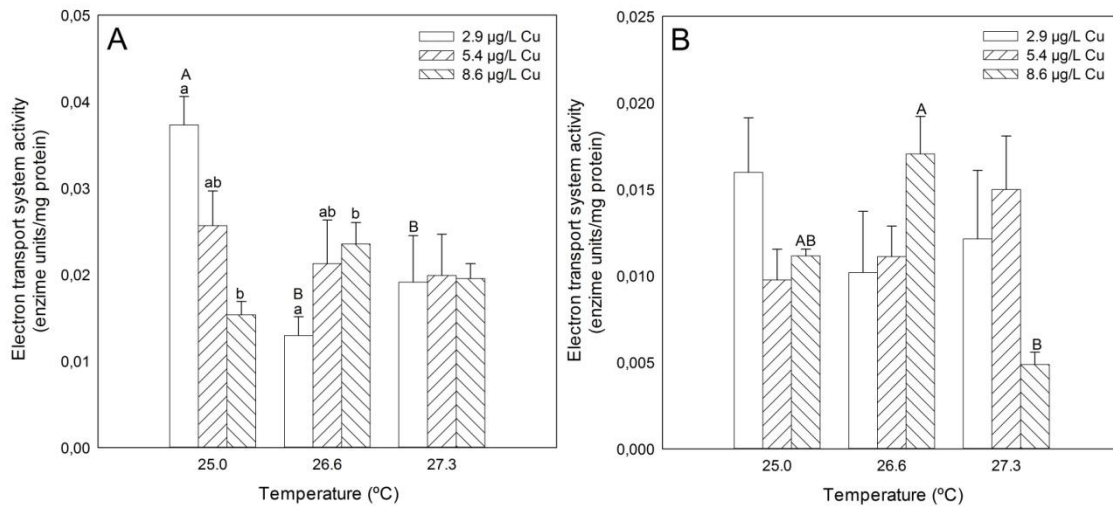 A
2.9 µg/L Cu
5.4 µg/L Cu
8.6 µg/L Cu
Electron transport system activity
(enzime units/mg protein)
0,05
0,04
0,03
0,02
0,01
0,00
A
a
ab
b
B
a
ab
b
B
25.0
26.6
27.3
Temperature (ºC)
B
2.9 µg/L Cu
5.4 µg/L Cu
8.6 µg/L Cu
Electron transport system activity
(enzime units/mg protein)
0,025
0,020
0,015
0,010
0,005
0,000
AB
A
B
25.0
26.6
27.3
Temperature (ºC)